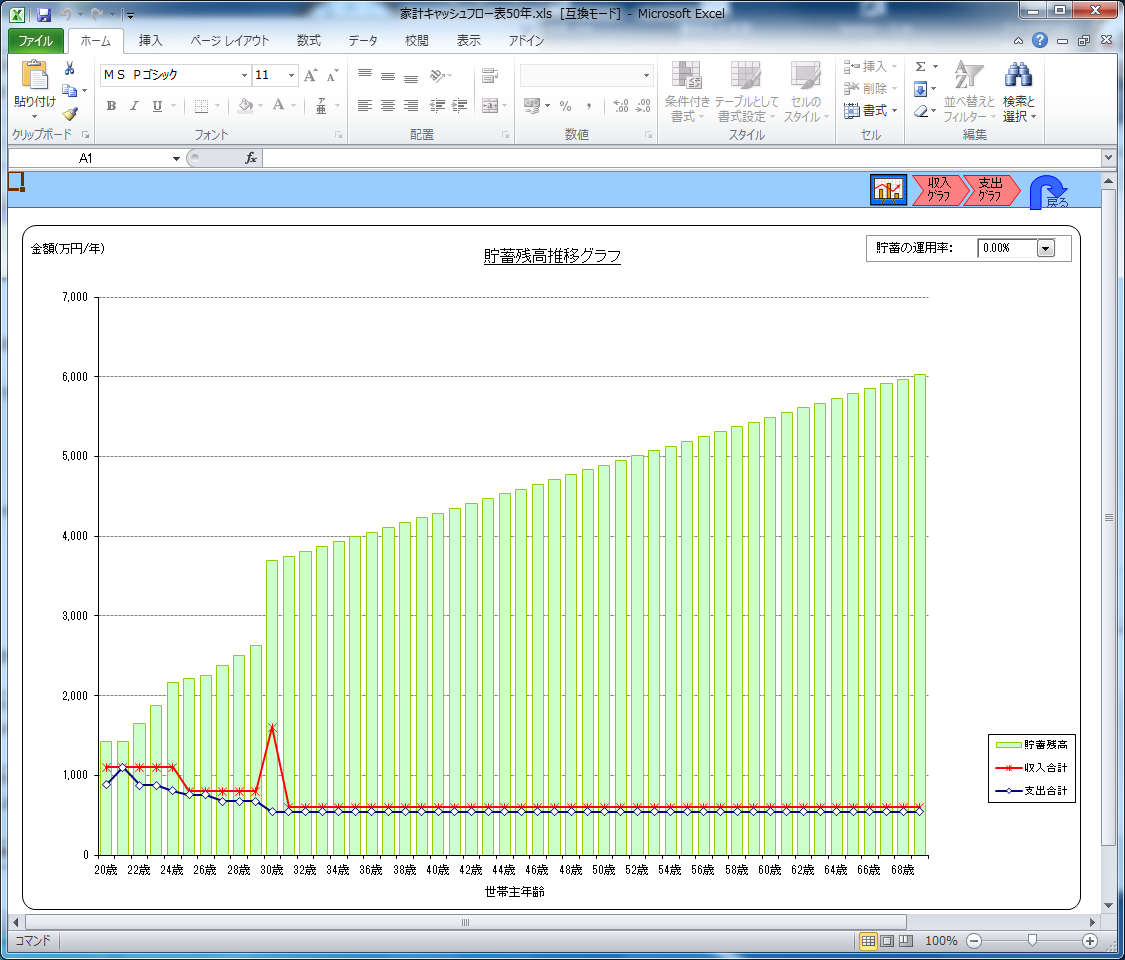 家計キャッシュフロー表50年.xls [互換モード] - Microsoft Excel
ファイル ホーム 挿入 ページ レイアウト 数式 データ 校閲 表示 アドイン
貼り付け
クリップボード
ＭＳ Ｐゴシック 11
B I U 亜
フォント
配置
% , .00
数値
条件付き書式
テーブルとして書式設定
セルのスタイル
スタイル
挿入
削除
書式
セル
Σ
並べ替えとフィルター
検索と選択
編集
A1 fx
収入グラフ
支出グラフ
戻る
金額(万円/年)
貯蓄残高推移グラフ
貯蓄の運用率: 0.00%
7,000
6,000
5,000
4,000
3,000
2,000
1,000
0
20歳 22歳 24歳 26歳 28歳 30歳 32歳 34歳 36歳 38歳 40歳 42歳 44歳 46歳 48歳 50歳 52歳 54歳 56歳 58歳 60歳 62歳 64歳 66歳 68歳
世帯主年齢
貯蓄残高
収入合計
支出合計
コマンド
100%